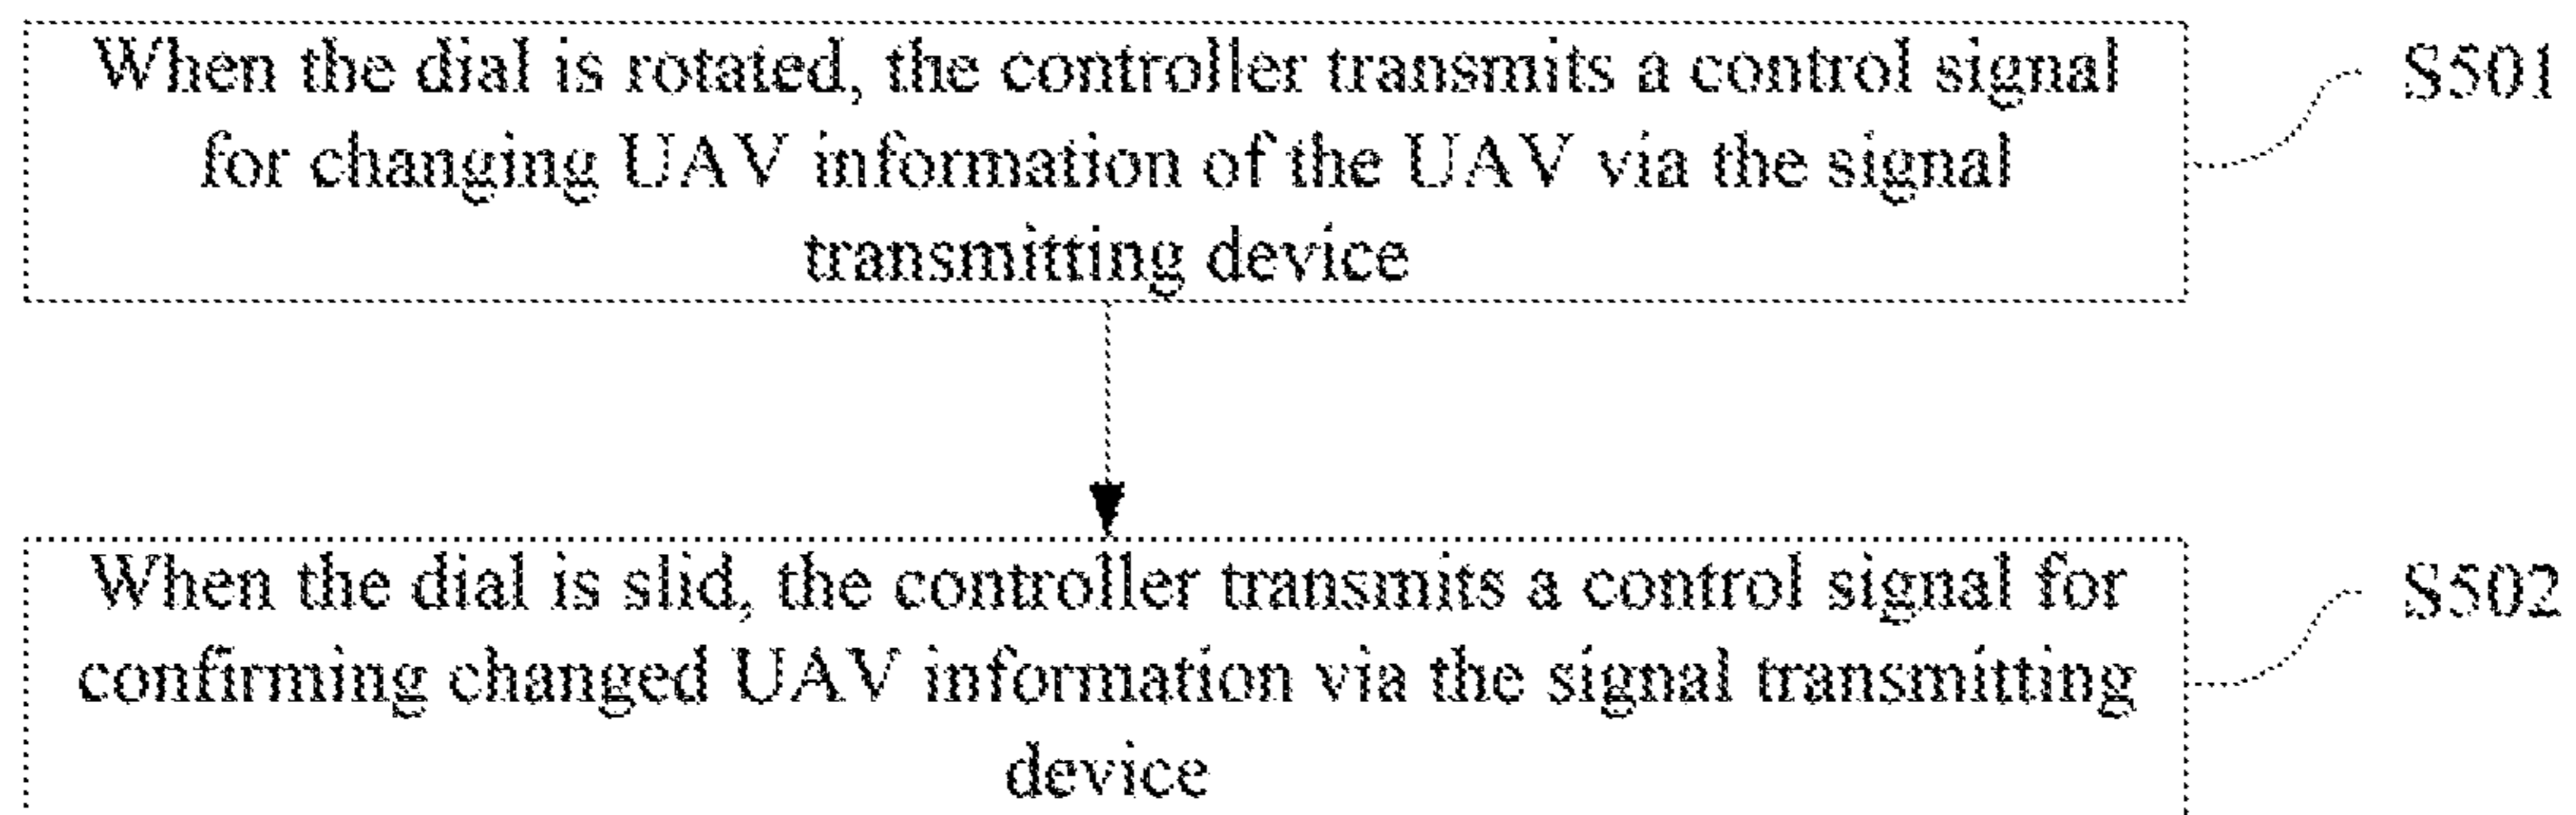 When the dial is rotated, the controller transmits a control signal
for changing UAV information of the UAV via the signal
transmitting device
S501
When the dial is slid, the controller transmits a control signal for
confirming changed UAV information via the signal transmitting
device
S502